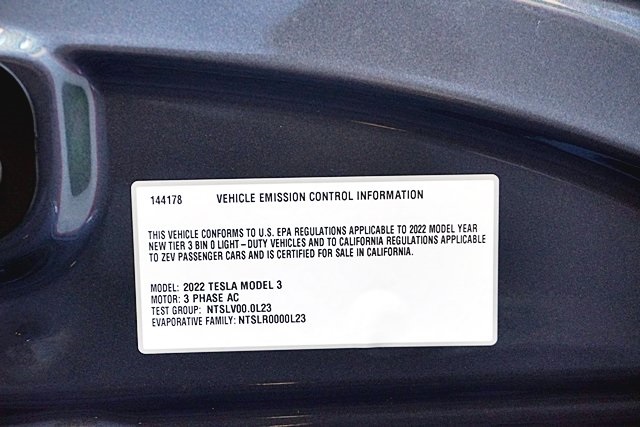 144178 VEHICLE EMISSION CONTROL INFORMATION
THIS VEHICLE CONFORMS TO U.S. EPA REGULATIONS APPLICABLE TO 2022 MODEL YEAR
NEW TIER 3 BIN 0 LIGHT-DUTY VEHICLES AND TO CALIFORNIA REGULATIONS APPLICABLE
TO ZEV PASSENGER CARS AND IS CERTIFIED FOR SALE IN CALIFORNIA.
MODEL: 2022 TESLA MODEL 3
MOTOR: 3 PHASE AC
TEST GROUP: NTSLV00.0L23
EVAPORATIVE FAMILY: NTSLR0000L23